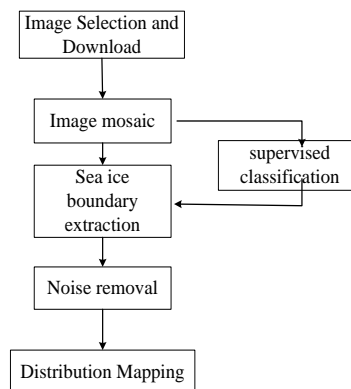 Image Selection and
Download
Image mosaic
supervised
classification
Sea ice
boundary
extraction
Noise removal
Distribution Mapping